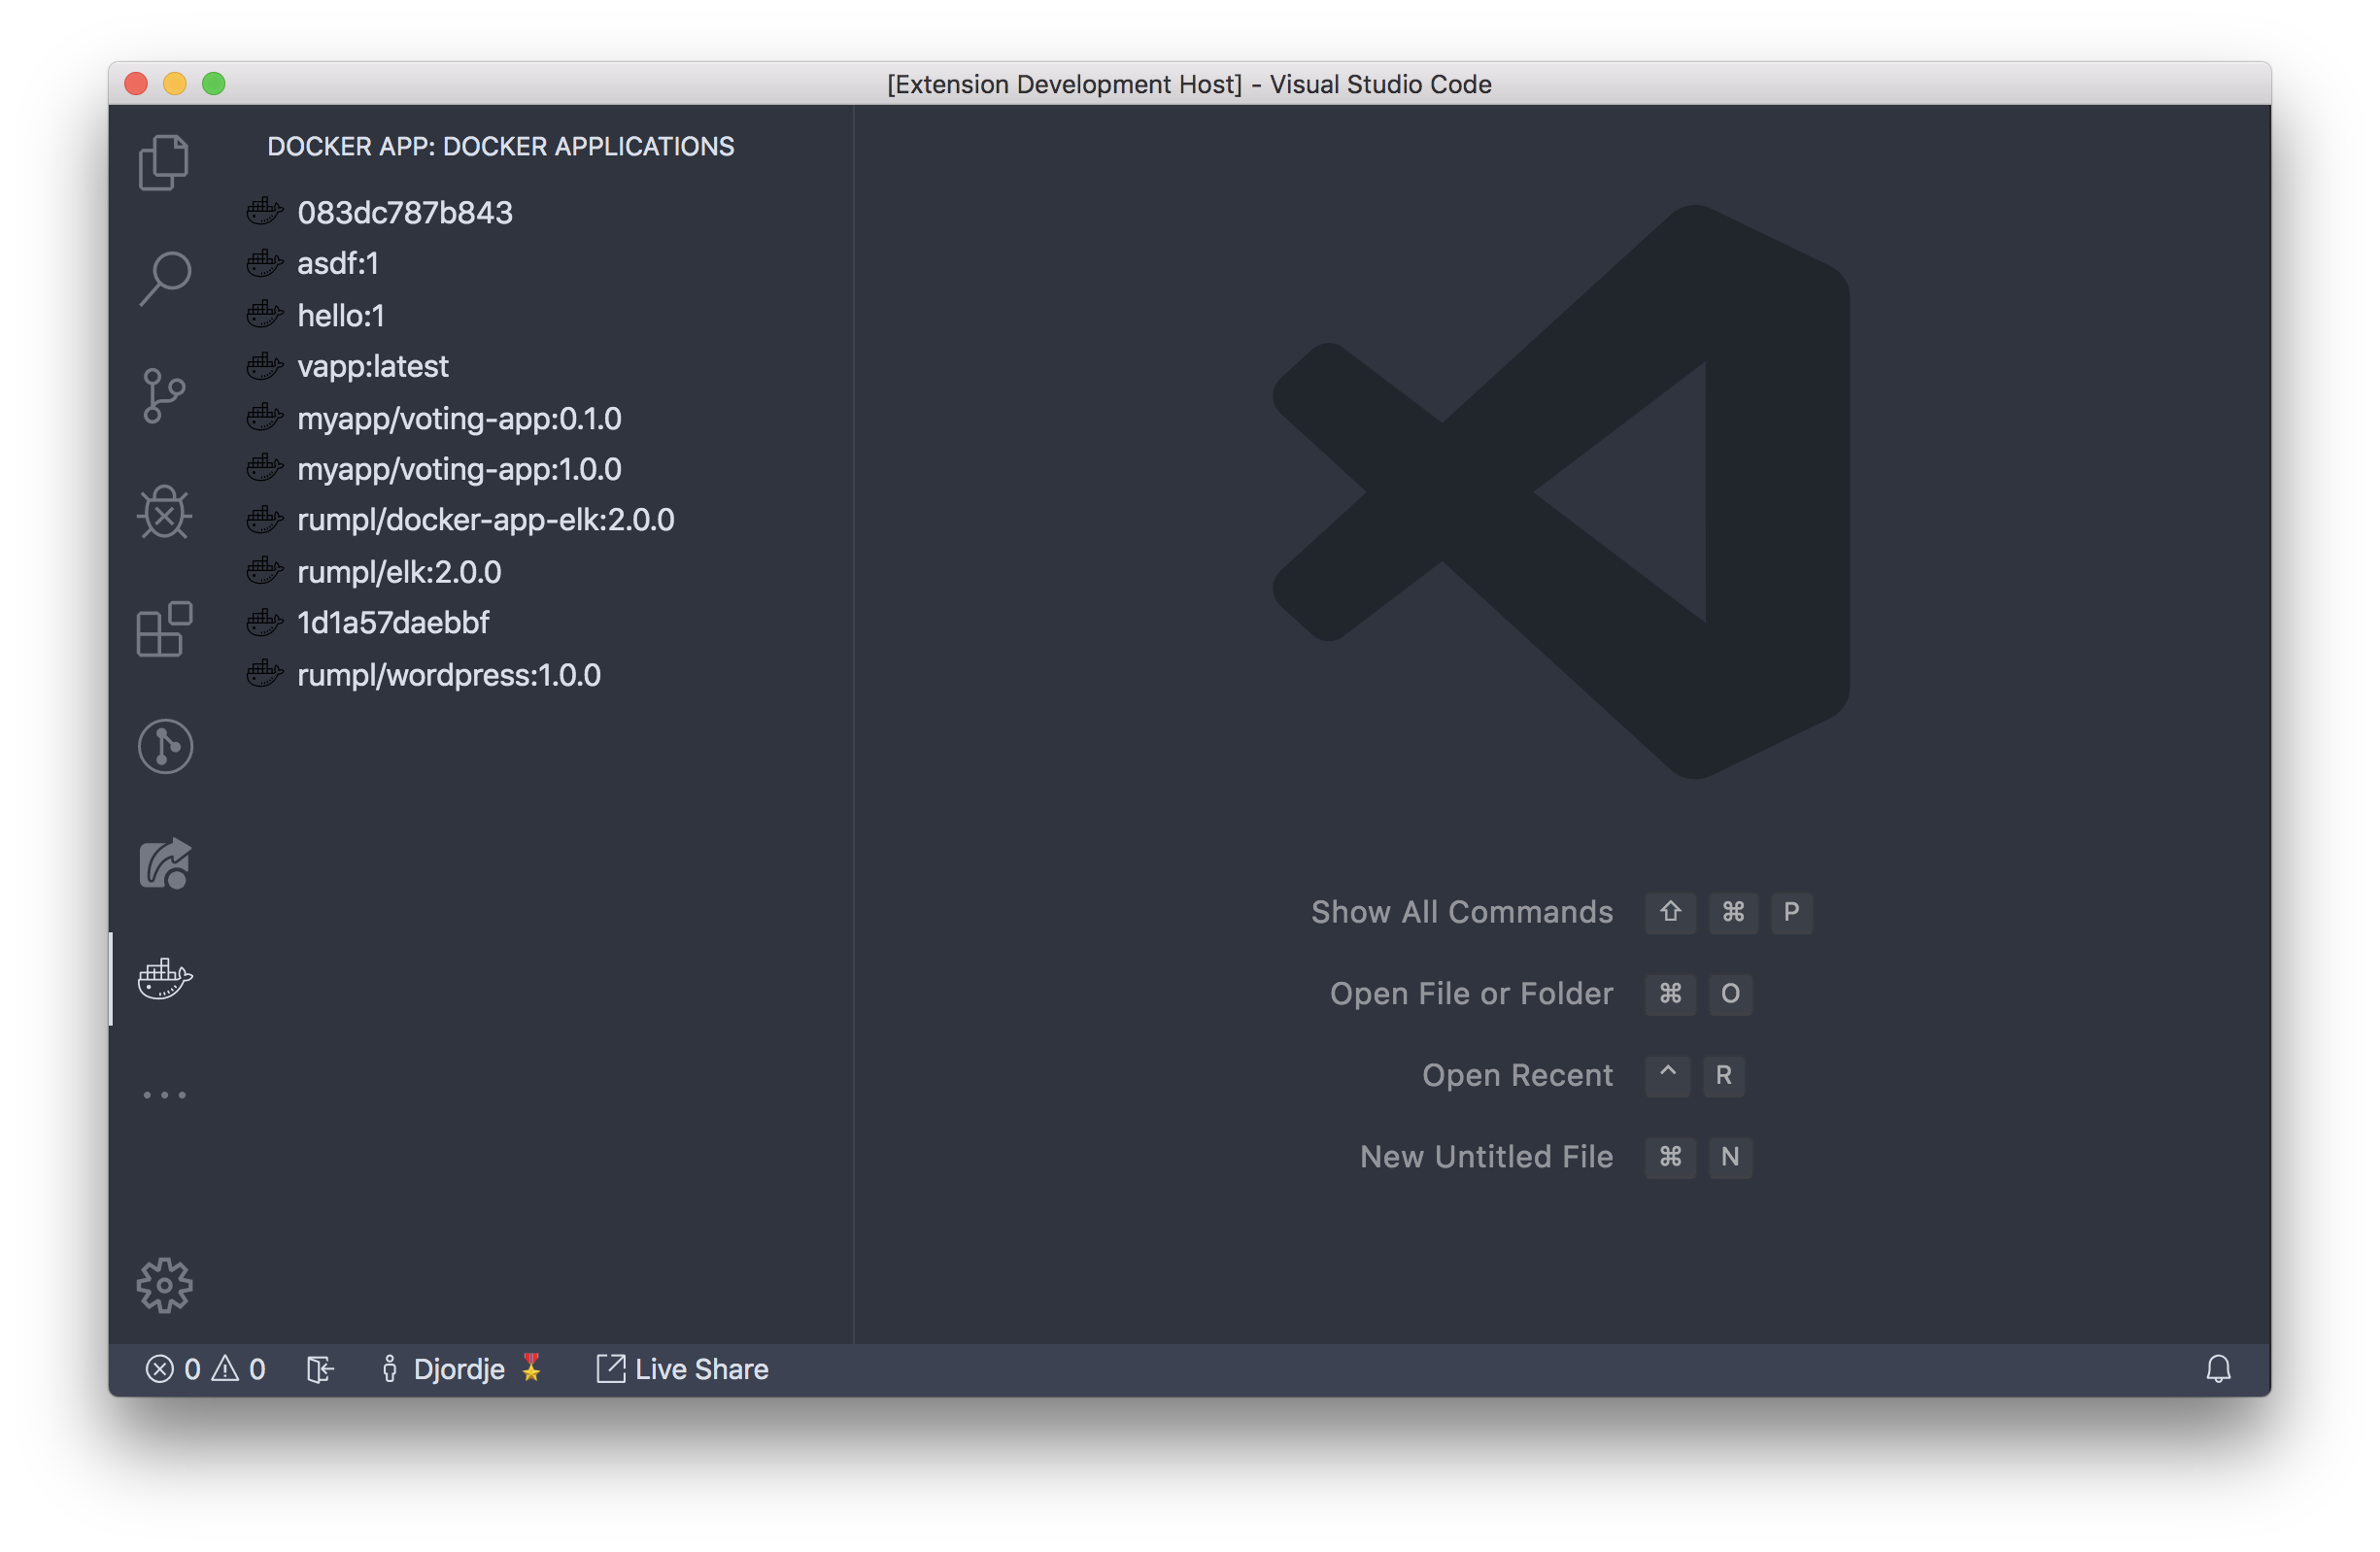 [Extension Development Host] - Visual Studio Code
DOCKER APP: DOCKER APPLICATIONS
083dc787b843
asdf:1
hello:1
vapp:latest
myapp/voting-app:0.1.0
myapp/voting-app:1.0.0
rumpl/docker-app-elk:2.0.0
rumpl/elk:2.0.0
1d1a57daebbf
rumpl/wordpress:1.0.0
Show All Commands ⇧ ⌘ P
Open File or Folder ⌘ O
Open Recent ^ R
New Untitled File ⌘ N
0 0 Djordje 🎖 Live Share